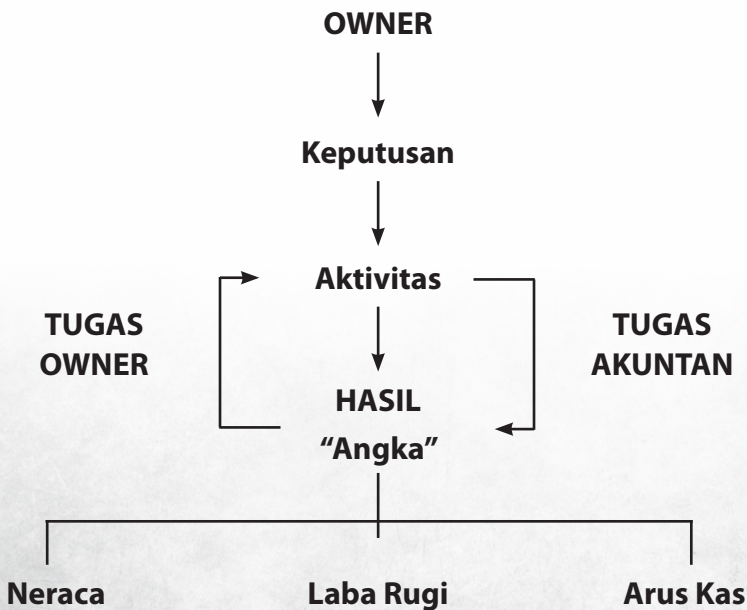 OWNER
Keputusan
Aktivitas
TUGAS
OWNER
TUGAS
AKUNTAN
HASIL
“Angka”
Neraca
Laba Rugi
Arus Kas